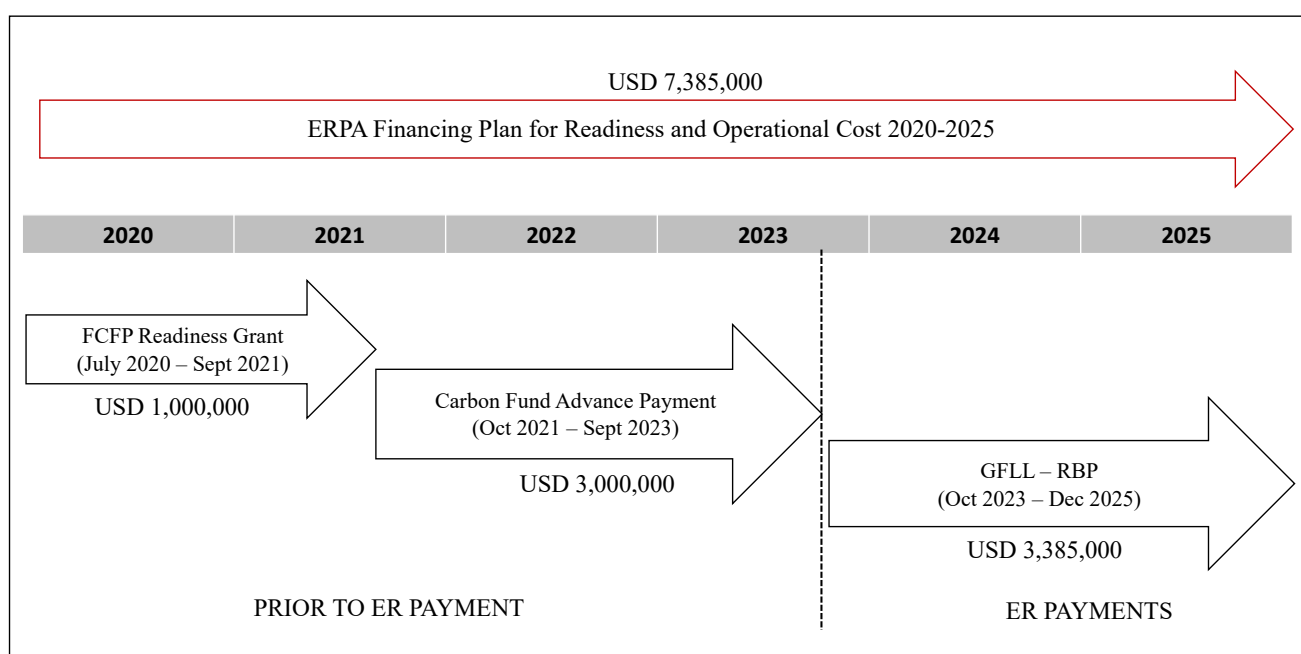 USD 7,385,000
ERPA Financing Plan for Readiness and Operational Cost 2020-2025
2020 2021 2022 2023 2024 2025
FCFP Readiness Grant
(July 2020 – Sept 2021)
USD 1,000,000
Carbon Fund Advance Payment
(Oct 2021 – Sept 2023)
USD 3,000,000
GFLL – RBP
(Oct 2023 – Dec 2025)
USD 3,385,000
PRIOR TO ER PAYMENT
ER PAYMENTS